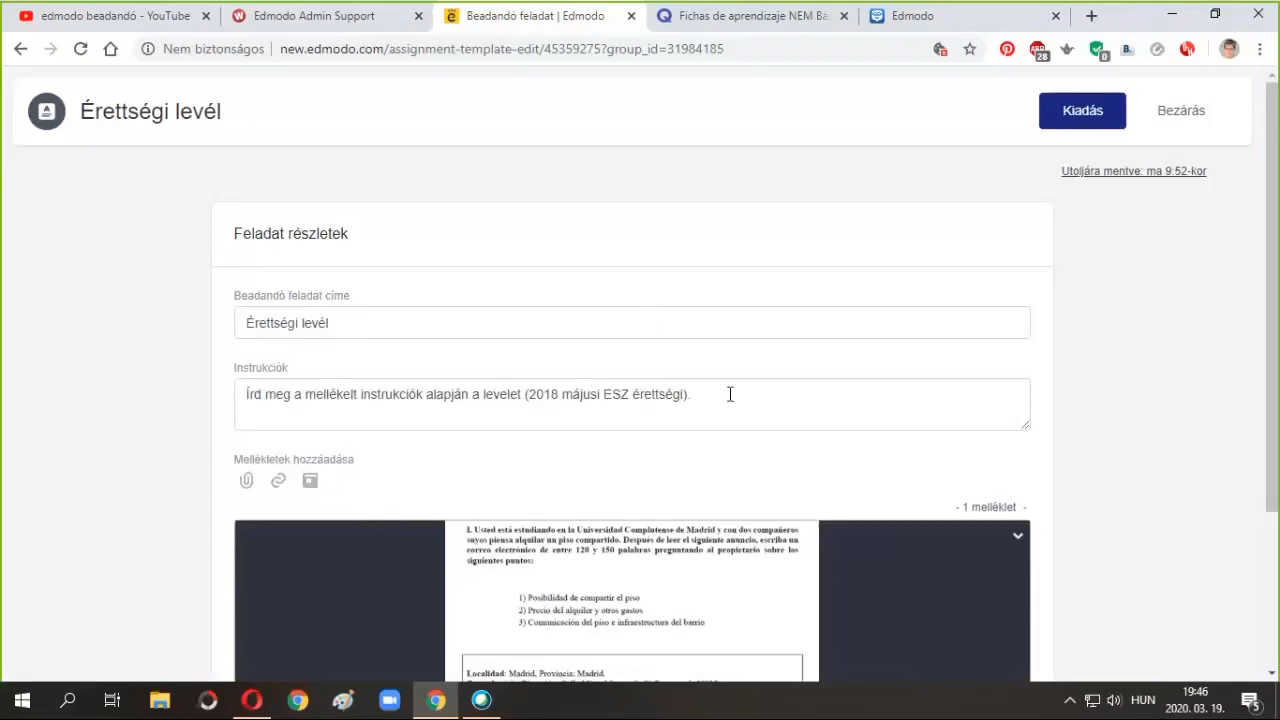 edmodo beadandó - YouTube
Edmodo Admin Support
Beadandó feladat | Edmodo
Fichas de aprendizaje NEM Bá
Edmodo
Nem biztonságos
new.edmodo.com/assignment-template-edit/45359275?group_id=31984185
28
0
Érettségi levél
Kiadás
Bezárás
Utoljára mentve: ma 9:52-kor
Feladat részletek
Beadandó feladat címe
Érettségi levél
Instrukciók
Írd meg a mellékelt instrukciók alapján a levelet (2018 májusi ESZ érettségi).
Mellékletek hozzáadása
- 1 melléklet -
I. Usted está estudiando en la Universidad Complutense de Madrid y con dos compañeros
suyos piensa alquilar un piso compartido. Después de leer el siguiente anuncio, escriba un
correo electrónico de entre 120 y 150 palabras preguntando al propietario sobre los
siguientes puntos:
1) Posibilidad de compartir el piso
2) Precio del alquiler y otros gastos
3) Comunicación del piso e infraestructura del barrio
Localidad: Madrid, Provincia: Madrid.
HUN
19:46
2020. 03. 19.
5